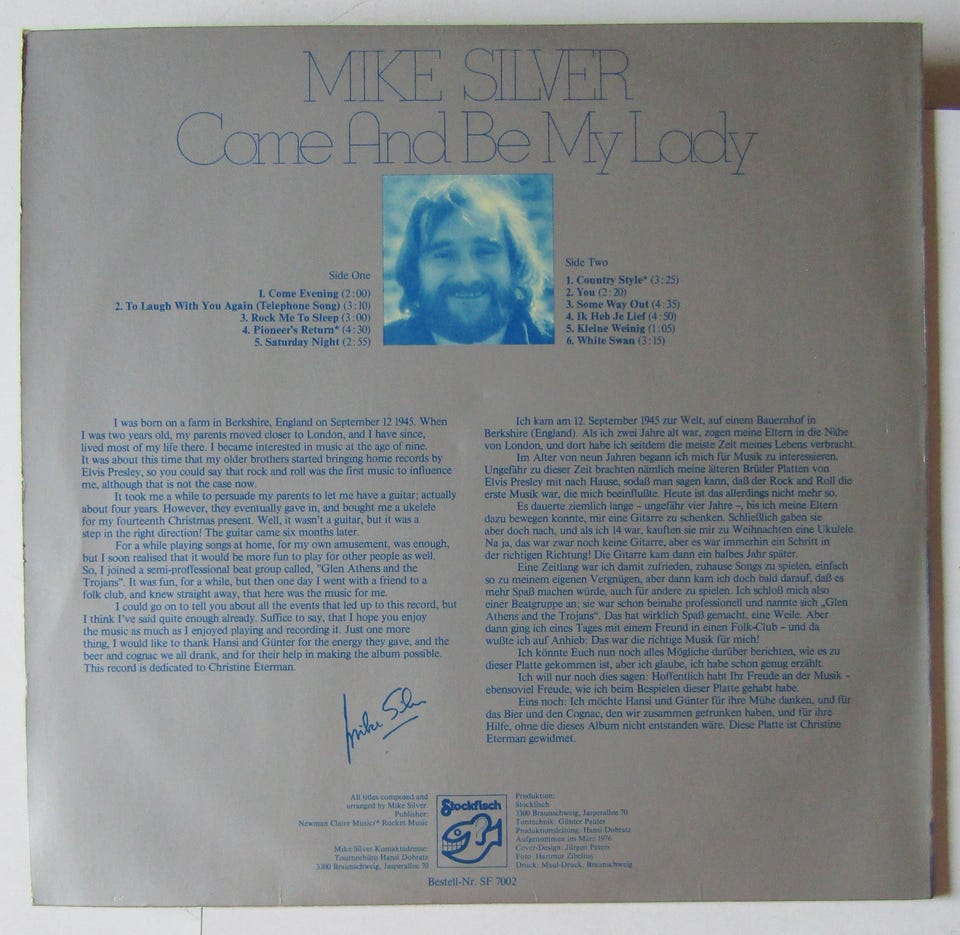 MIKE SILVER
Come And Be My Lady
Side One
1. Come Evening (2:00)
2. To Laugh With You Again (Telephone Song) (3:10)
3. Rock Me To Sleep (3:00)
4. Pioneer's Return* (4:30)
5. Saturday Night (2:55)
Side Two
1. Country Style* (3:25)
2. You (2:20)
3. Some Way Out (4:35)
4. Ik Heb Je Lief (4:50)
5. Kleine Weinig (1:05)
6. White Swan (3:15)
I was born on a farm in Berkshire, England on September 12 1945. When
I was two years old, my parents moved closer to London, and I have since,
lived most of my life there. I became interested in music at the age of nine.
It was about this time that my older brothers started bringing home records by
Elvis Presley, so you could say that rock and roll was the first music to influence
me, although that is not the case now.
It took me a while to persuade my parents to let me have a guitar; actually
about four years. However, they eventually gave in, and bought me a ukelele
for my fourteenth Christmas present. Well, it wasn't a guitar, but it was a
step in the right direction! The guitar came six months later.
For a while playing songs at home, for my own amusement, was enough,
but I soon realised that it would be more fun to play for other people as well.
So, I joined a semi-proffessional beat group called, "Glen Athens and the
Trojans". It was fun, for a while, but then one day I went with a friend to a
folk club, and knew straight away, that here was the music for me.
I could go on to tell you about all the events that led up to this record, but
I think I've said quite enough already. Suffice to say, that I hope you enjoy
the music as much as I enjoyed playing and recording it. Just one more
thing, I would like to thank Hansi and Günter for the energy they gave, and the
beer and cognac we all drank, and for their help in making the album possible.
This record is dedicated to Christine Eterman.
Mike Silver
Ich kam am 12. September 1945 zur Welt, auf einem Bauernhof in
Berkshire (England). Als ich zwei Jahre alt war, zogen meine Eltern in die Nähe
von London, und dort habe ich seitdem die meiste Zeit meines Lebens verbracht.
Im Alter von neun Jahren begann ich mich für Musik zu interessieren.
Ungefähr zu dieser Zeit brachten nämlich meine älteren Brüder Platten von
Elvis Presley mit nach Hause, sodaß man sagen kann, daß der Rock and Roll die
erste Musik war, die mich beeinflußte. Heute ist das allerdings nicht mehr so.
Es dauerte ziemlich lange - ungefähr vier Jahre -, bis ich meine Eltern
dazu bewegen konnte, mir eine Gitarre zu schenken. Schließlich gaben sie
aber doch nach, und als ich 14 war, kauften sie mir zu Weihnachten eine Ukulele.
Na ja, das war zwar noch keine Gitarre, aber es war immerhin ein Schritt in
der richtigen Richtung! Die Gitarre kam dann ein halbes Jahr später.
Eine Zeitlang war ich damit zufrieden, zuhause Songs zu spielen, einfach
so zu meinem eigenen Vergnügen, aber dann kam ich doch bald darauf, daß es
mehr Spaß machen würde, auch für andere zu spielen. Ich schloß mich also
einer Beatgruppe an; sie war schon beinahe professionell und nannte sich „Glen
Athens and the Trojans“. Das hat wirklich Spaß gemacht, eine Weile. Aber
dann ging ich eines Tages mit einem Freund in einen Folk-Club - und da
wußte ich auf Anhieb: Das war die richtige Musik für mich!
Ich könnte Euch nun noch alles Mögliche darüber berichten, wie es zu
dieser Platte gekommen ist, aber ich glaube, ich habe schon genug erzählt.
Ich will nur noch dies sagen: Hoffentlich habt Ihr Freude an der Musik -
ebensoviel Freude, wie ich beim Bespielen dieser Platte gehabt habe.
Eins noch: Ich möchte Hansi und Günter für ihre Mühe danken, und für
das Bier und den Cognac, den wir zusammen getrunken haben, und für ihre
Hilfe, ohne die dieses Album nicht entstanden wäre. Diese Platte ist Christine
Eterman gewidmet.
All titles composed and
arranged by Mike Silver.
Publisher:
Newman Claire Music/* Rocket Music
Mike Silver Kontaktadresse:
Tourneebüro Hansi Dobratz
3300 Braunschweig, Jasperallee 70
Stockfisch
Produktion:
Stockfisch
3300 Braunschweig, Jasperallee 70
Tontechnik: Günter Pauler
Produktionsleitung: Hansi Dobratz
Aufgenommen im März 1976
Cover-Design: Jürgen Peters
Foto: Hartmut Zibelius
Druck: Maul-Druck, Braunschweig
Bestell-Nr. SF 7002